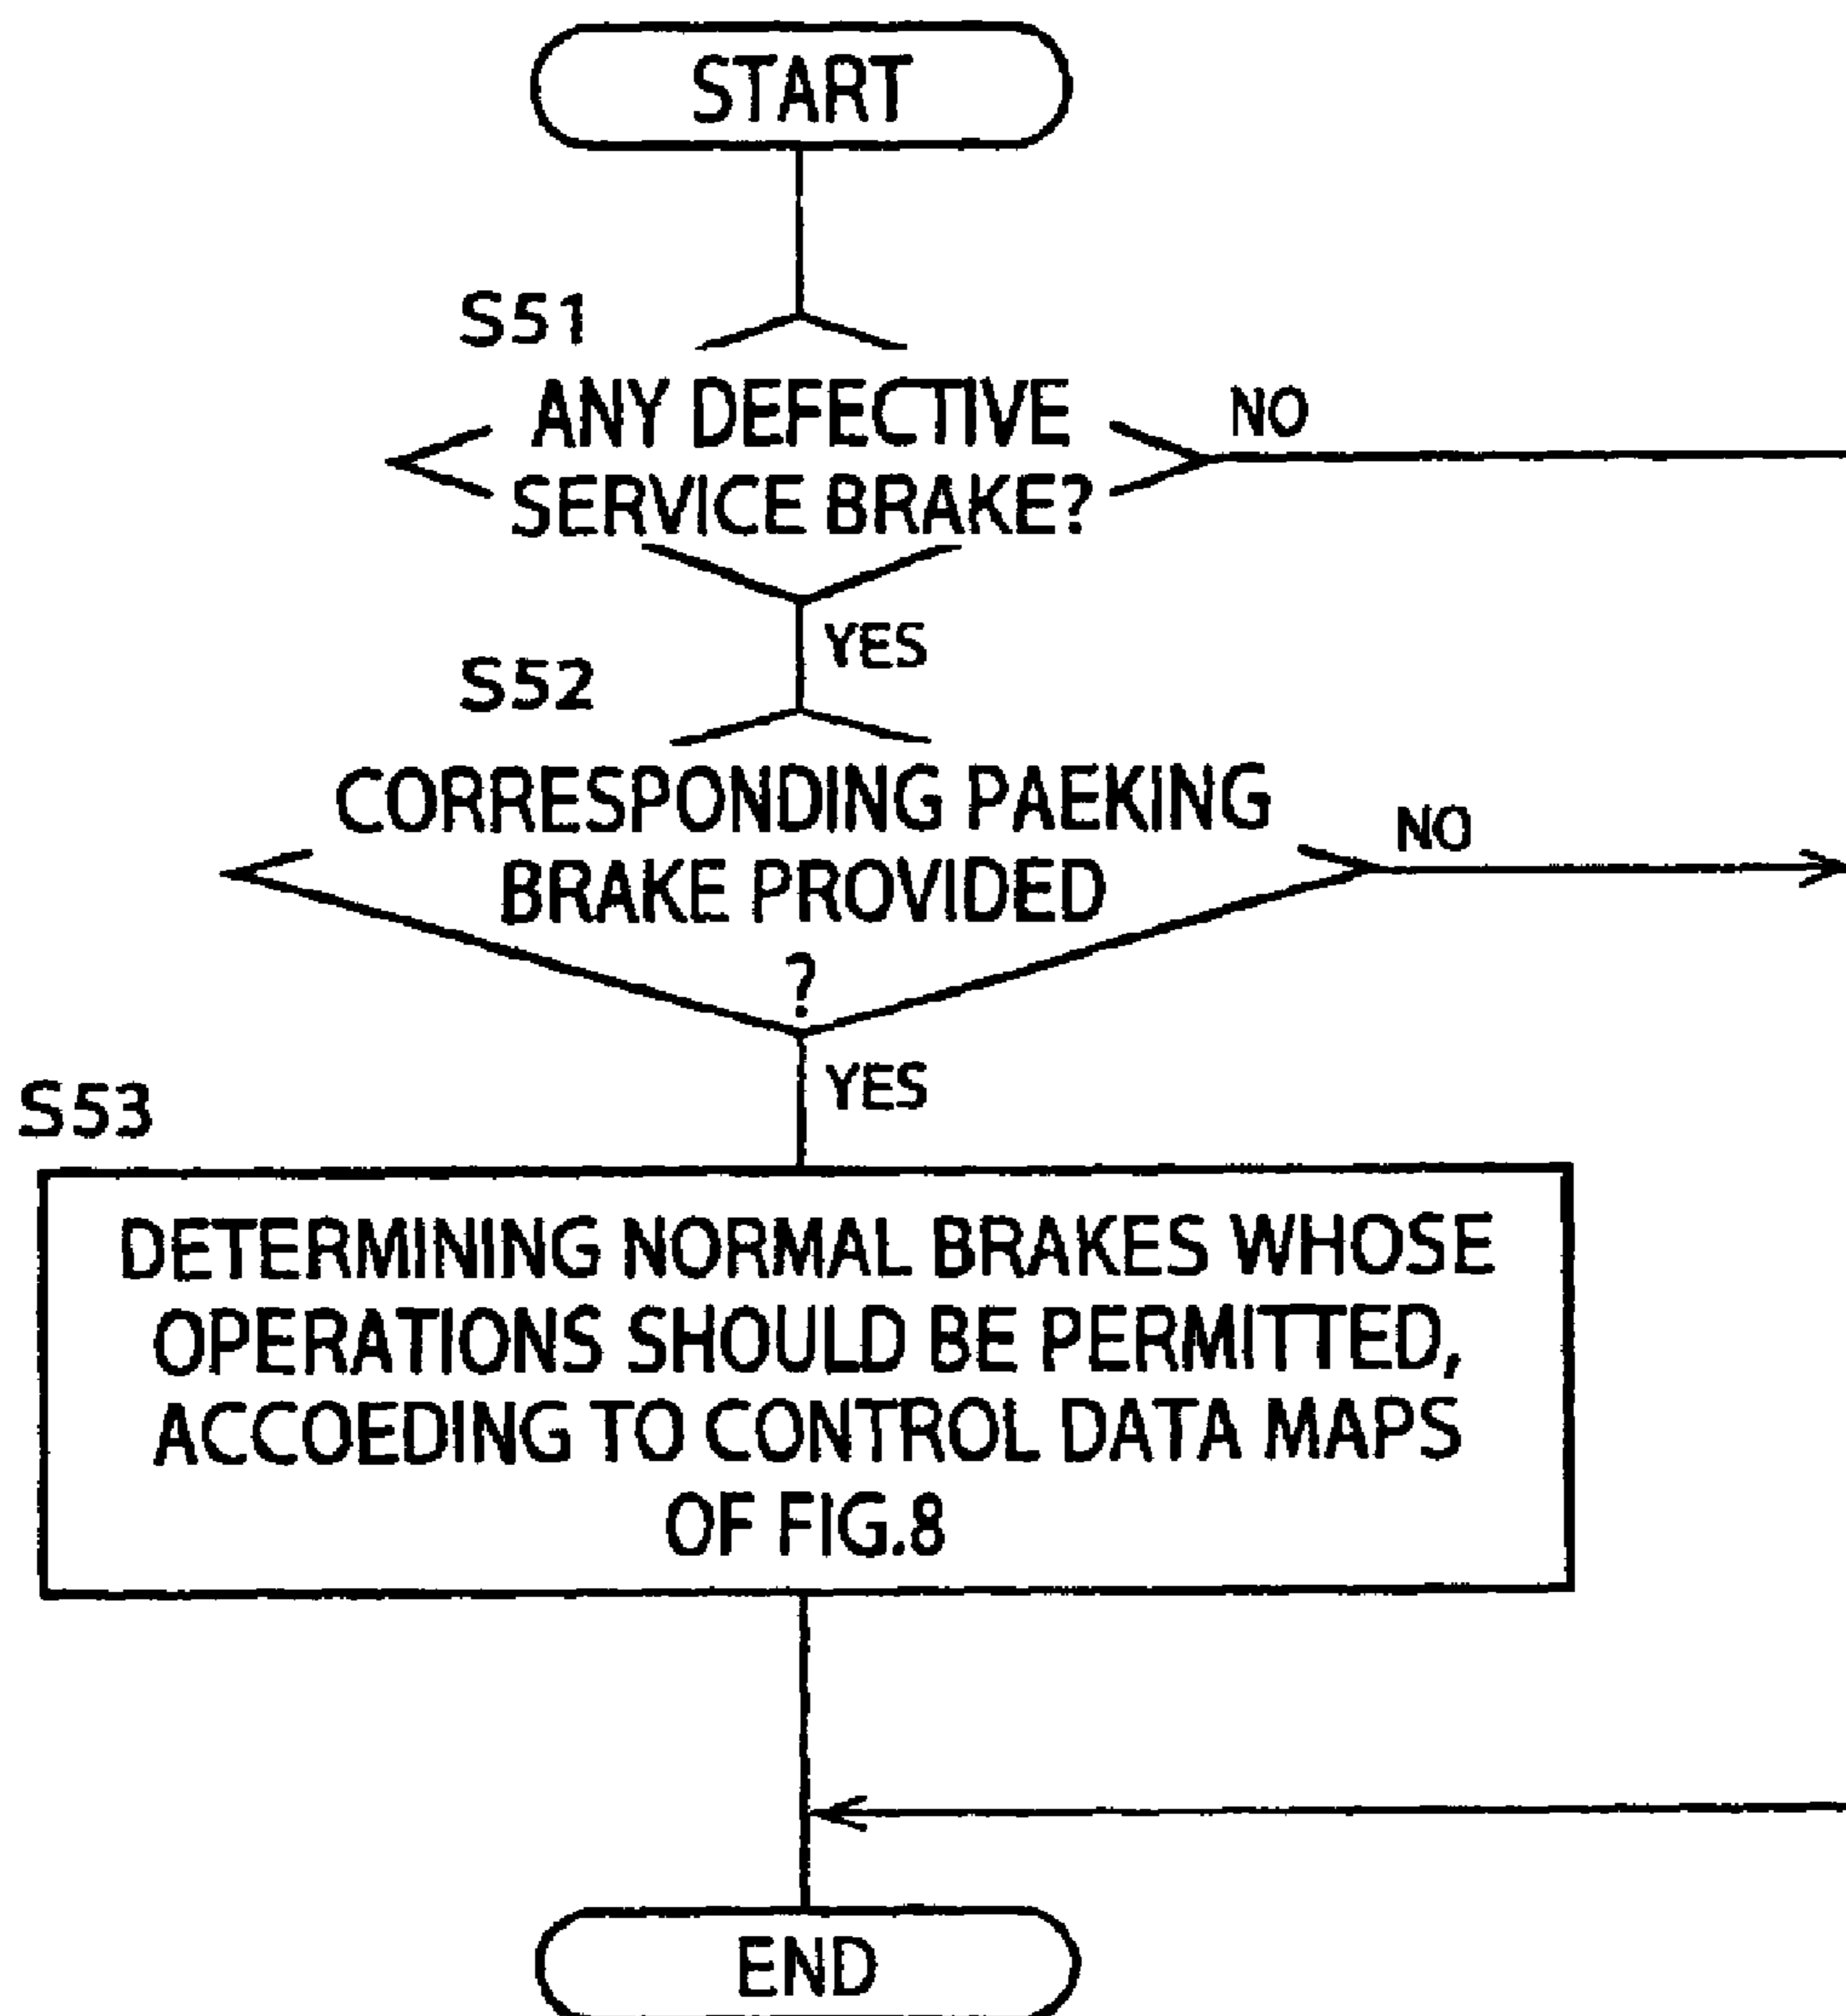 START
S51
ANY DEFECTIVE
SERVICE BRAKE?
NO
YES
S52
CORRESPONDING PAEKING
BRAKE PROVIDED
?
NO
YES
S53
DETERMINING NORMAL BRAKES WHOSE
OPERATIONS SHOULD BE PERMITTED,
ACCOEDING TO CONTROL DATA MAPS
OF FIG.8
END